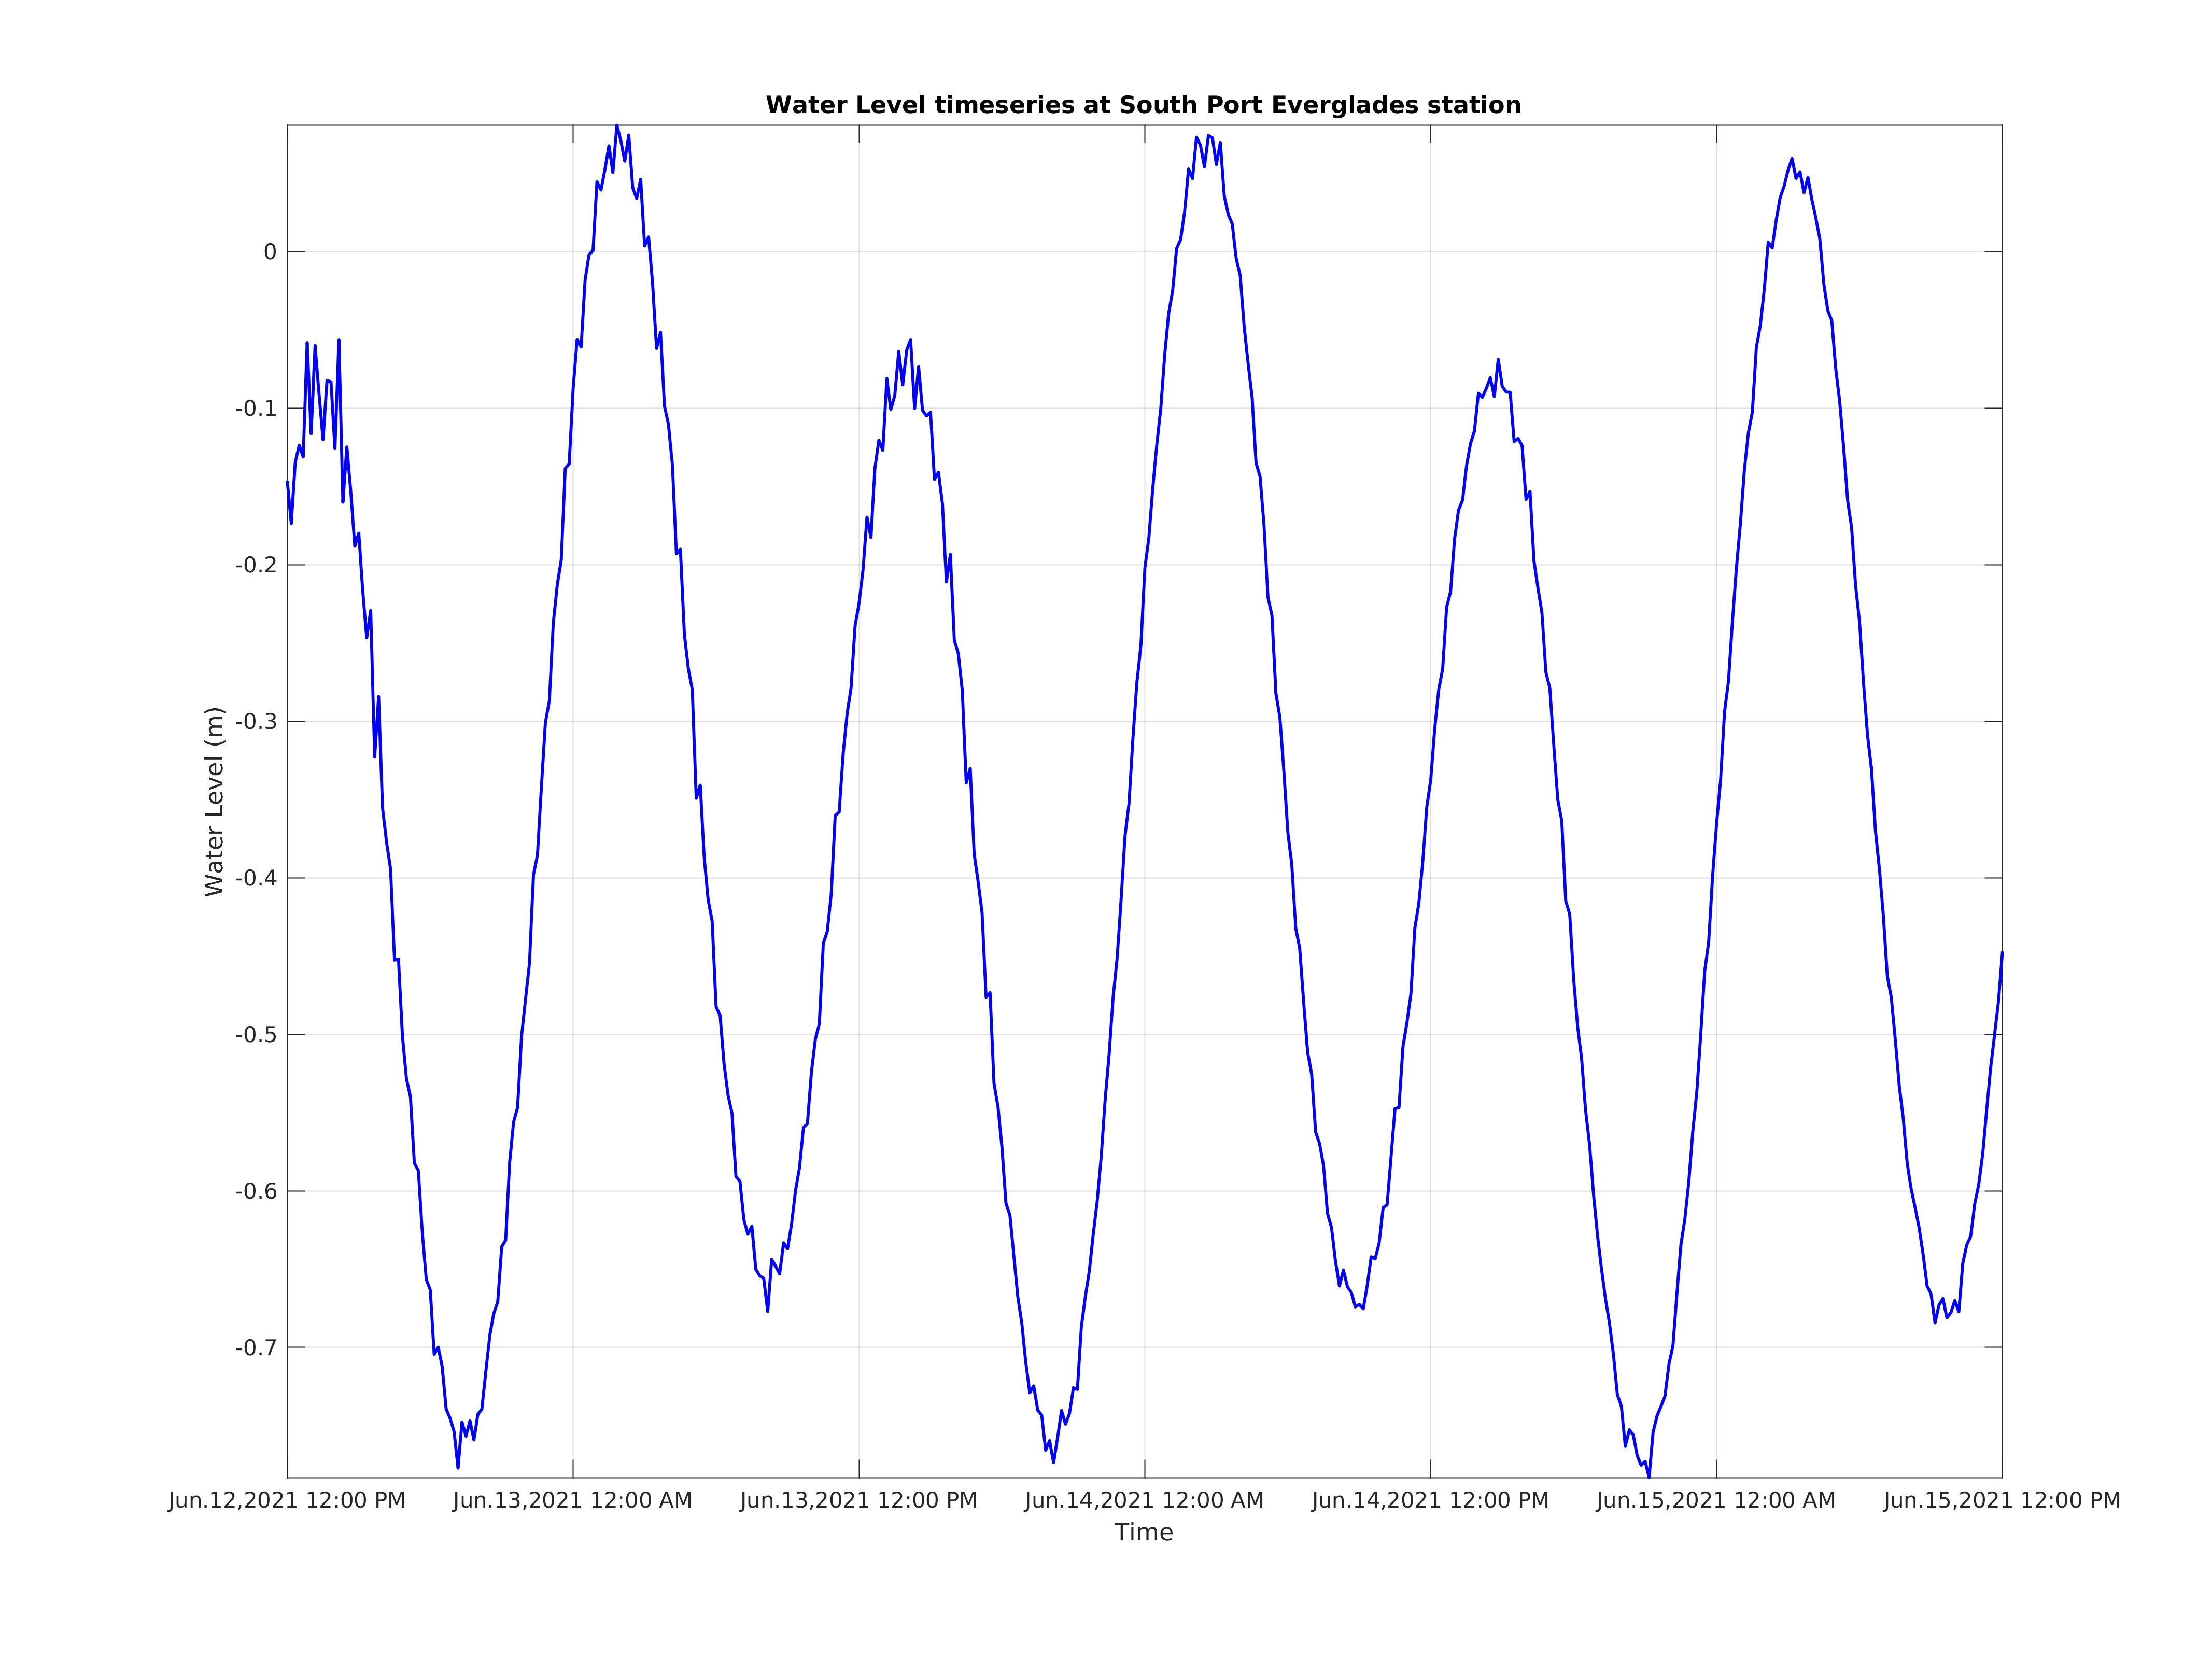 Water Level timeseries at South Port Everglades station
0
-0.1
-0.2
-0.3
-0.4
-0.5
-0.6
-0.7
Water Level (m)
Jun.12,2021 12:00 PM
Jun.13,2021 12:00 AM
Jun.13,2021 12:00 PM
Jun.14,2021 12:00 AM
Jun.14,2021 12:00 PM
Jun.15,2021 12:00 AM
Jun.15,2021 12:00 PM
Time